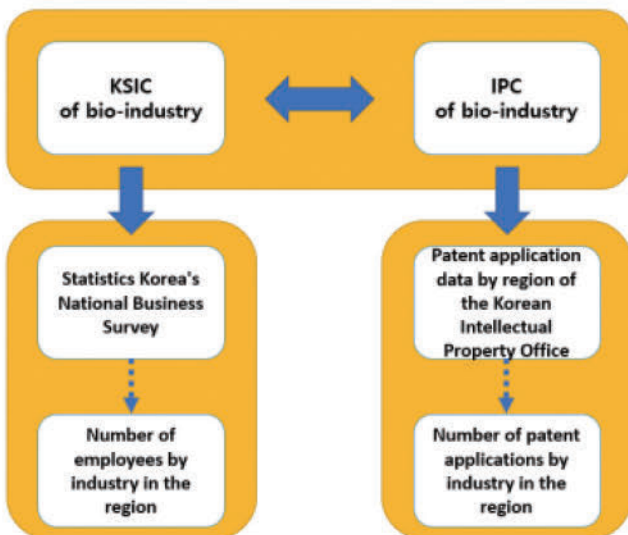 KSIC
of bio-industry
IPC
of bio-industry
Statistics Korea's
National Business
Survey
Patent application
data by region of
the Korean
Intellectual
Property Office
Number of
employees by
industry in the
region
Number of patent
applications by
industry in the
region